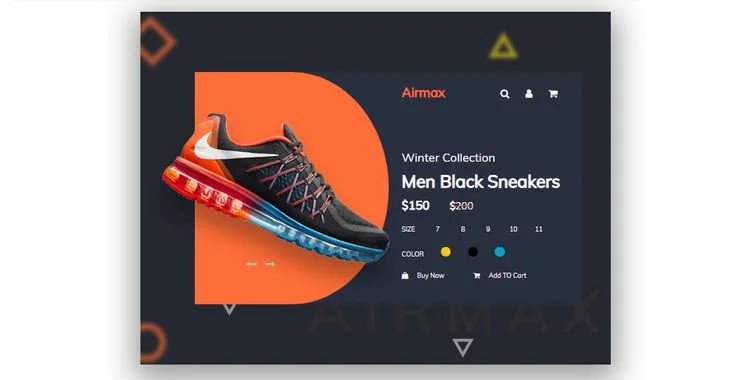 Airmax
Winter Collection
Men Black Sneakers
$150 $200
SIZE 7 8 9 10 11
COLOR
Buy Now Add TO Cart
AIRMAX